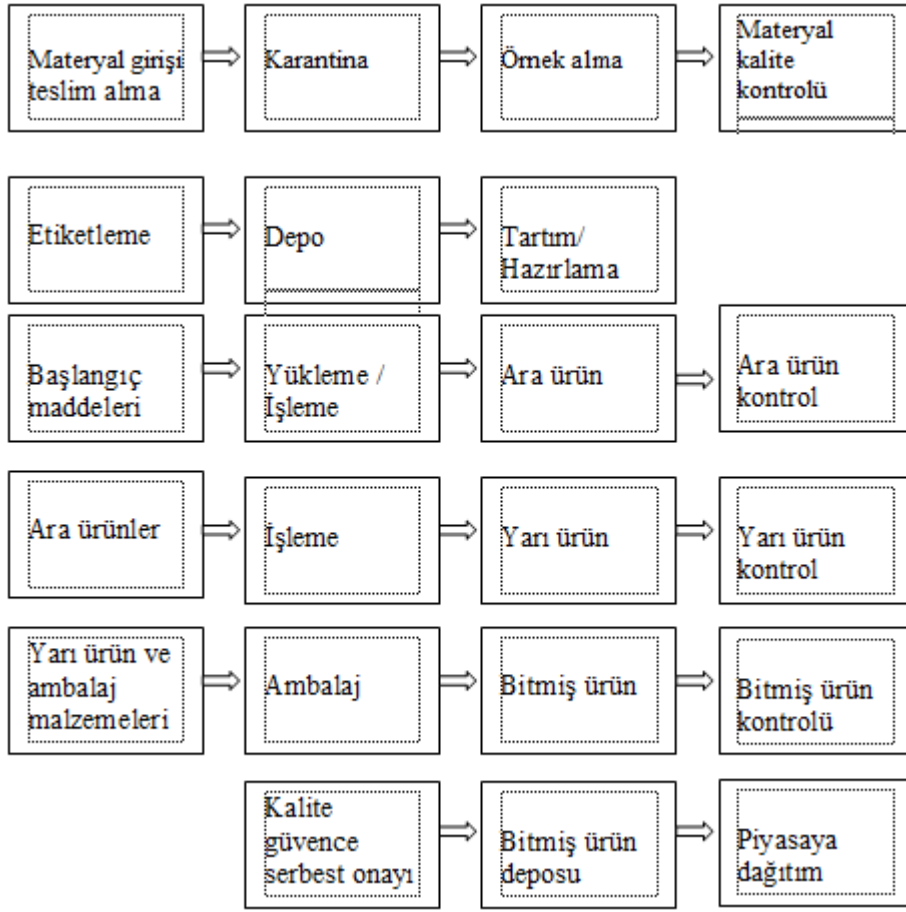 Materyal girişi
teslim alma
Karantina
Örnek alma
Materyal
kalite
kontrolü
Etiketleme
Depo
Tartım/
Hazırlama
Başlangıç
maddeleri
Yükleme /
İşleme
Ara ürün
Ara ürün
kontrol
Ara ürünler
İşleme
Yarı ürün
Yarı ürün
kontrol
Yarı ürün ve
ambalaj
malzemeleri
Ambalaj
Bitmiş ürün
Bitmiş ürün
kontrolü
Kalite
güvence
serbest onayı
Bitmiş ürün
deposu
Piyasaya
dağıtım